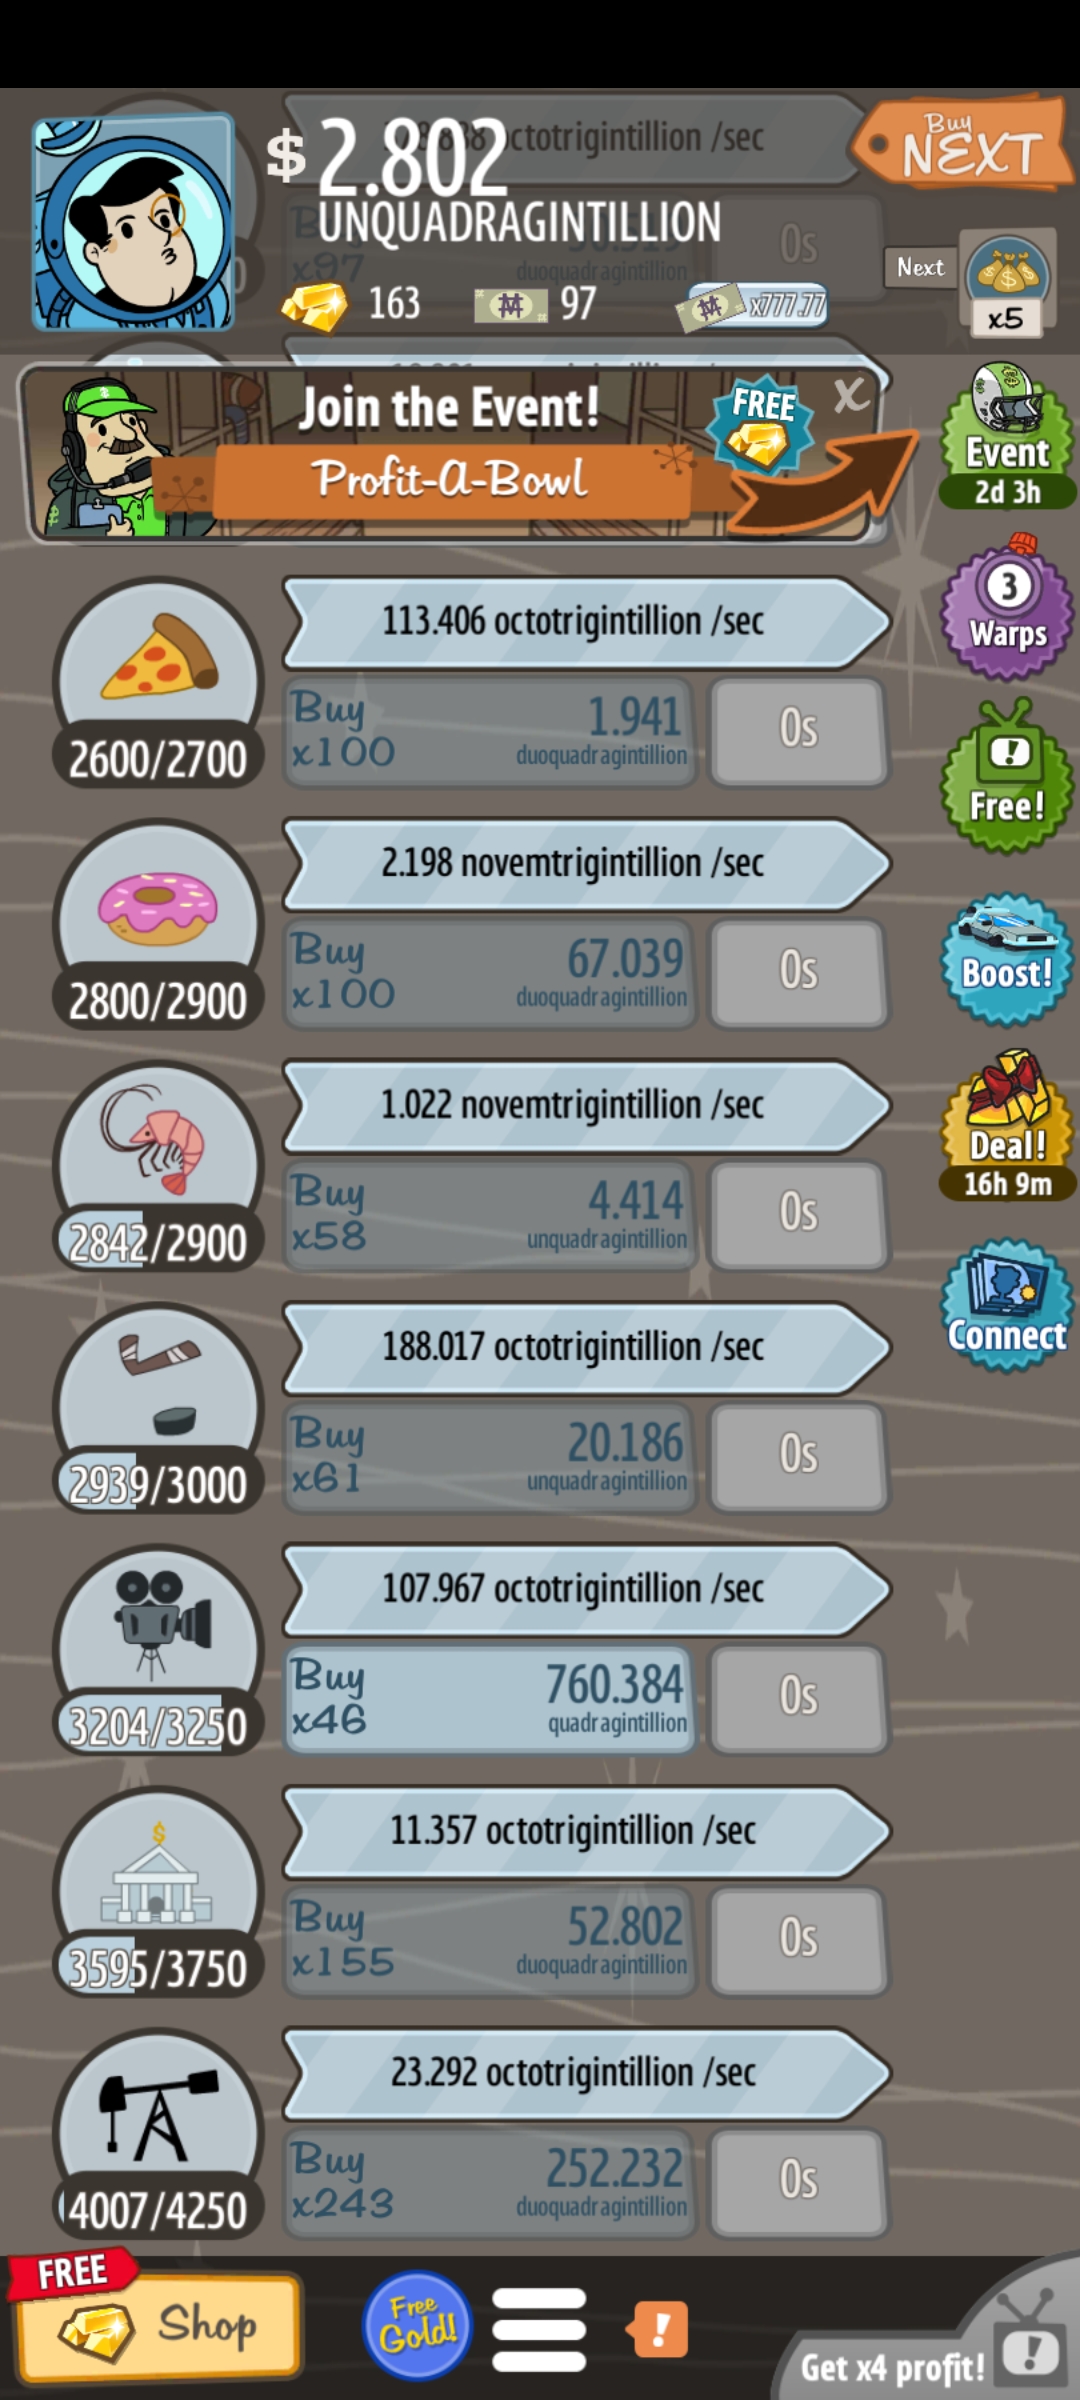 $ 2.802
UNQUADRAGINTILLION
octotrigintillion /sec
Buy
NEXT
x97
duoquadragintillion
0s
Next
x5
163
97
x777.77
Join the Event!
Profit-A-Bowl
FREE
X
Event
2d 3h
113.406 octotrigintillion /sec
Buy
x100
1.941
duoquadragintillion
0s
2600/2700
3
Warps
Free!
2.198 novemtrigintillion /sec
Buy
x100
67.039
duoquadragintillion
0s
2800/2900
Boost!
1.022 novemtrigintillion /sec
Buy
x58
4.414
unquadragintillion
0s
2842/2900
Deal!
16h 9m
188.017 octotrigintillion /sec
Buy
x61
20.186
unquadragintillion
0s
2939/3000
Connect
107.967 octotrigintillion /sec
Buy
x46
760.384
quadragintillion
0s
3204/3250
11.357 octotrigintillion /sec
Buy
x155
52.802
duoquadragintillion
0s
3595/3750
23.292 octotrigintillion /sec
Buy
x243
252.232
duoquadragintillion
0s
4007/4250
FREE
Shop
Free
Gold!
!
Get x4 profit!